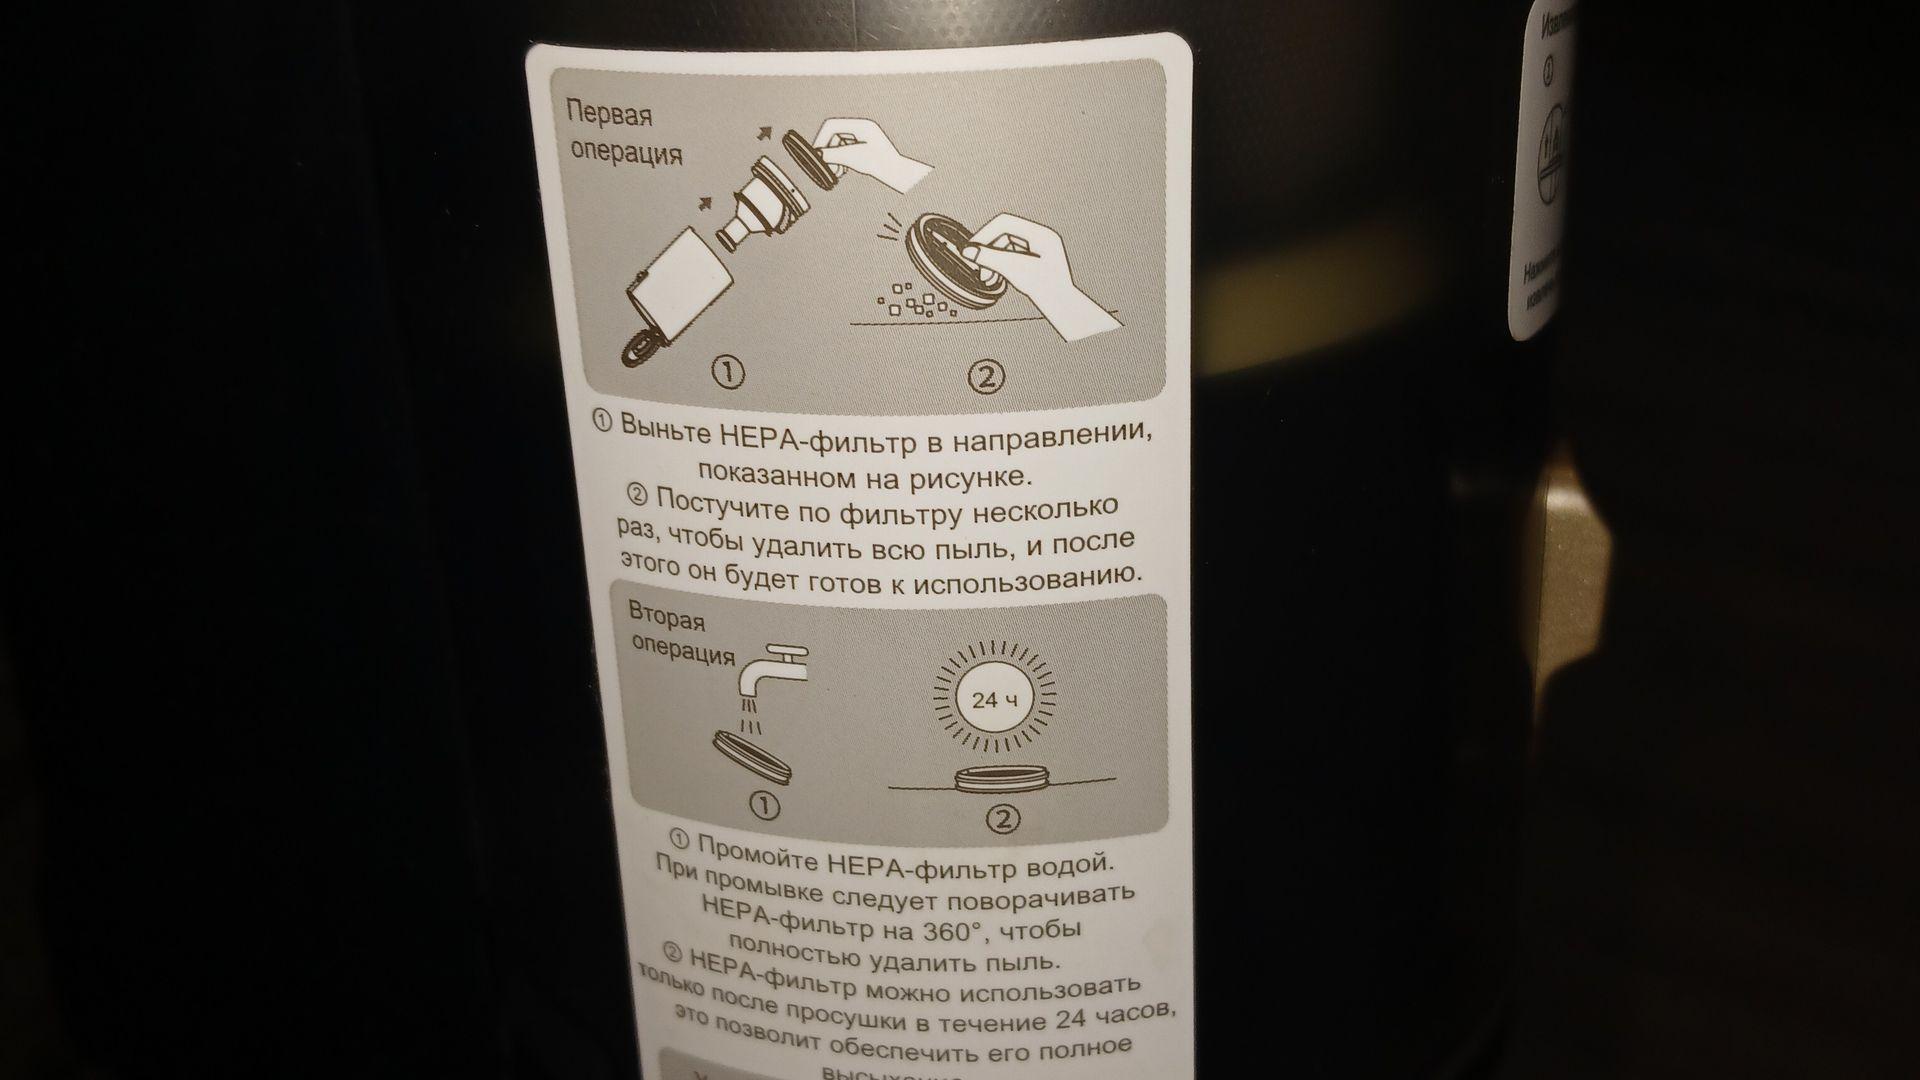 Первая
операция
1
2
① Выньте HEPA-фильтр в направлении,
показанном на рисунке.
② Постучите по фильтру несколько
раз, чтобы удалить всю пыль, и после
этого он будет готов к использованию.
Вторая
операция
24 ч
1
2
① Промойте HEPA-фильтр водой.
При промывке следует поворачивать
HEPA-фильтр на 360°, чтобы
полностью удалить пыль.
② HEPA-фильтр можно использовать
только после просушки в течение 24 часов,
это позволит обеспечить его полное